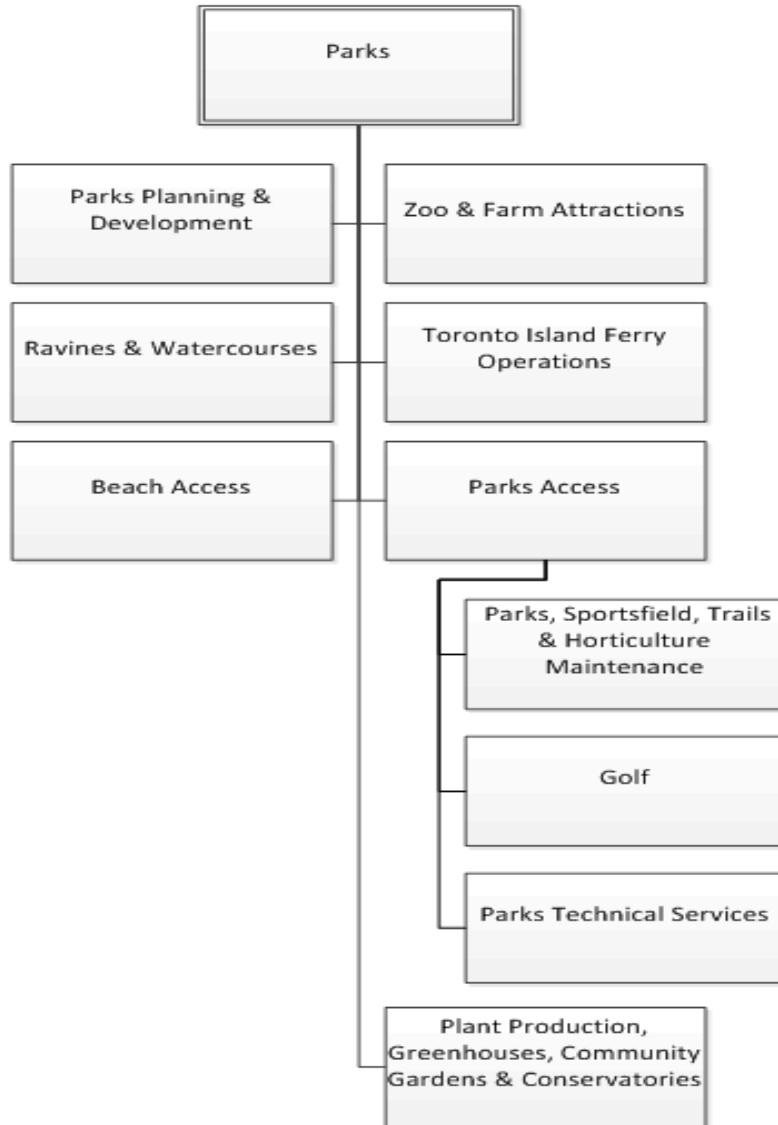 Parks
Parks Planning &
Development
Zoo & Farm Attractions
Ravines & Watercourses
Toronto Island Ferry
Operations
Beach Access
Parks Access
Parks, Sportsfield, Trails
& Horticulture
Maintenance
Golf
Parks Technical Services
Plant Production,
Greenhouses, Community
Gardens & Conservatories